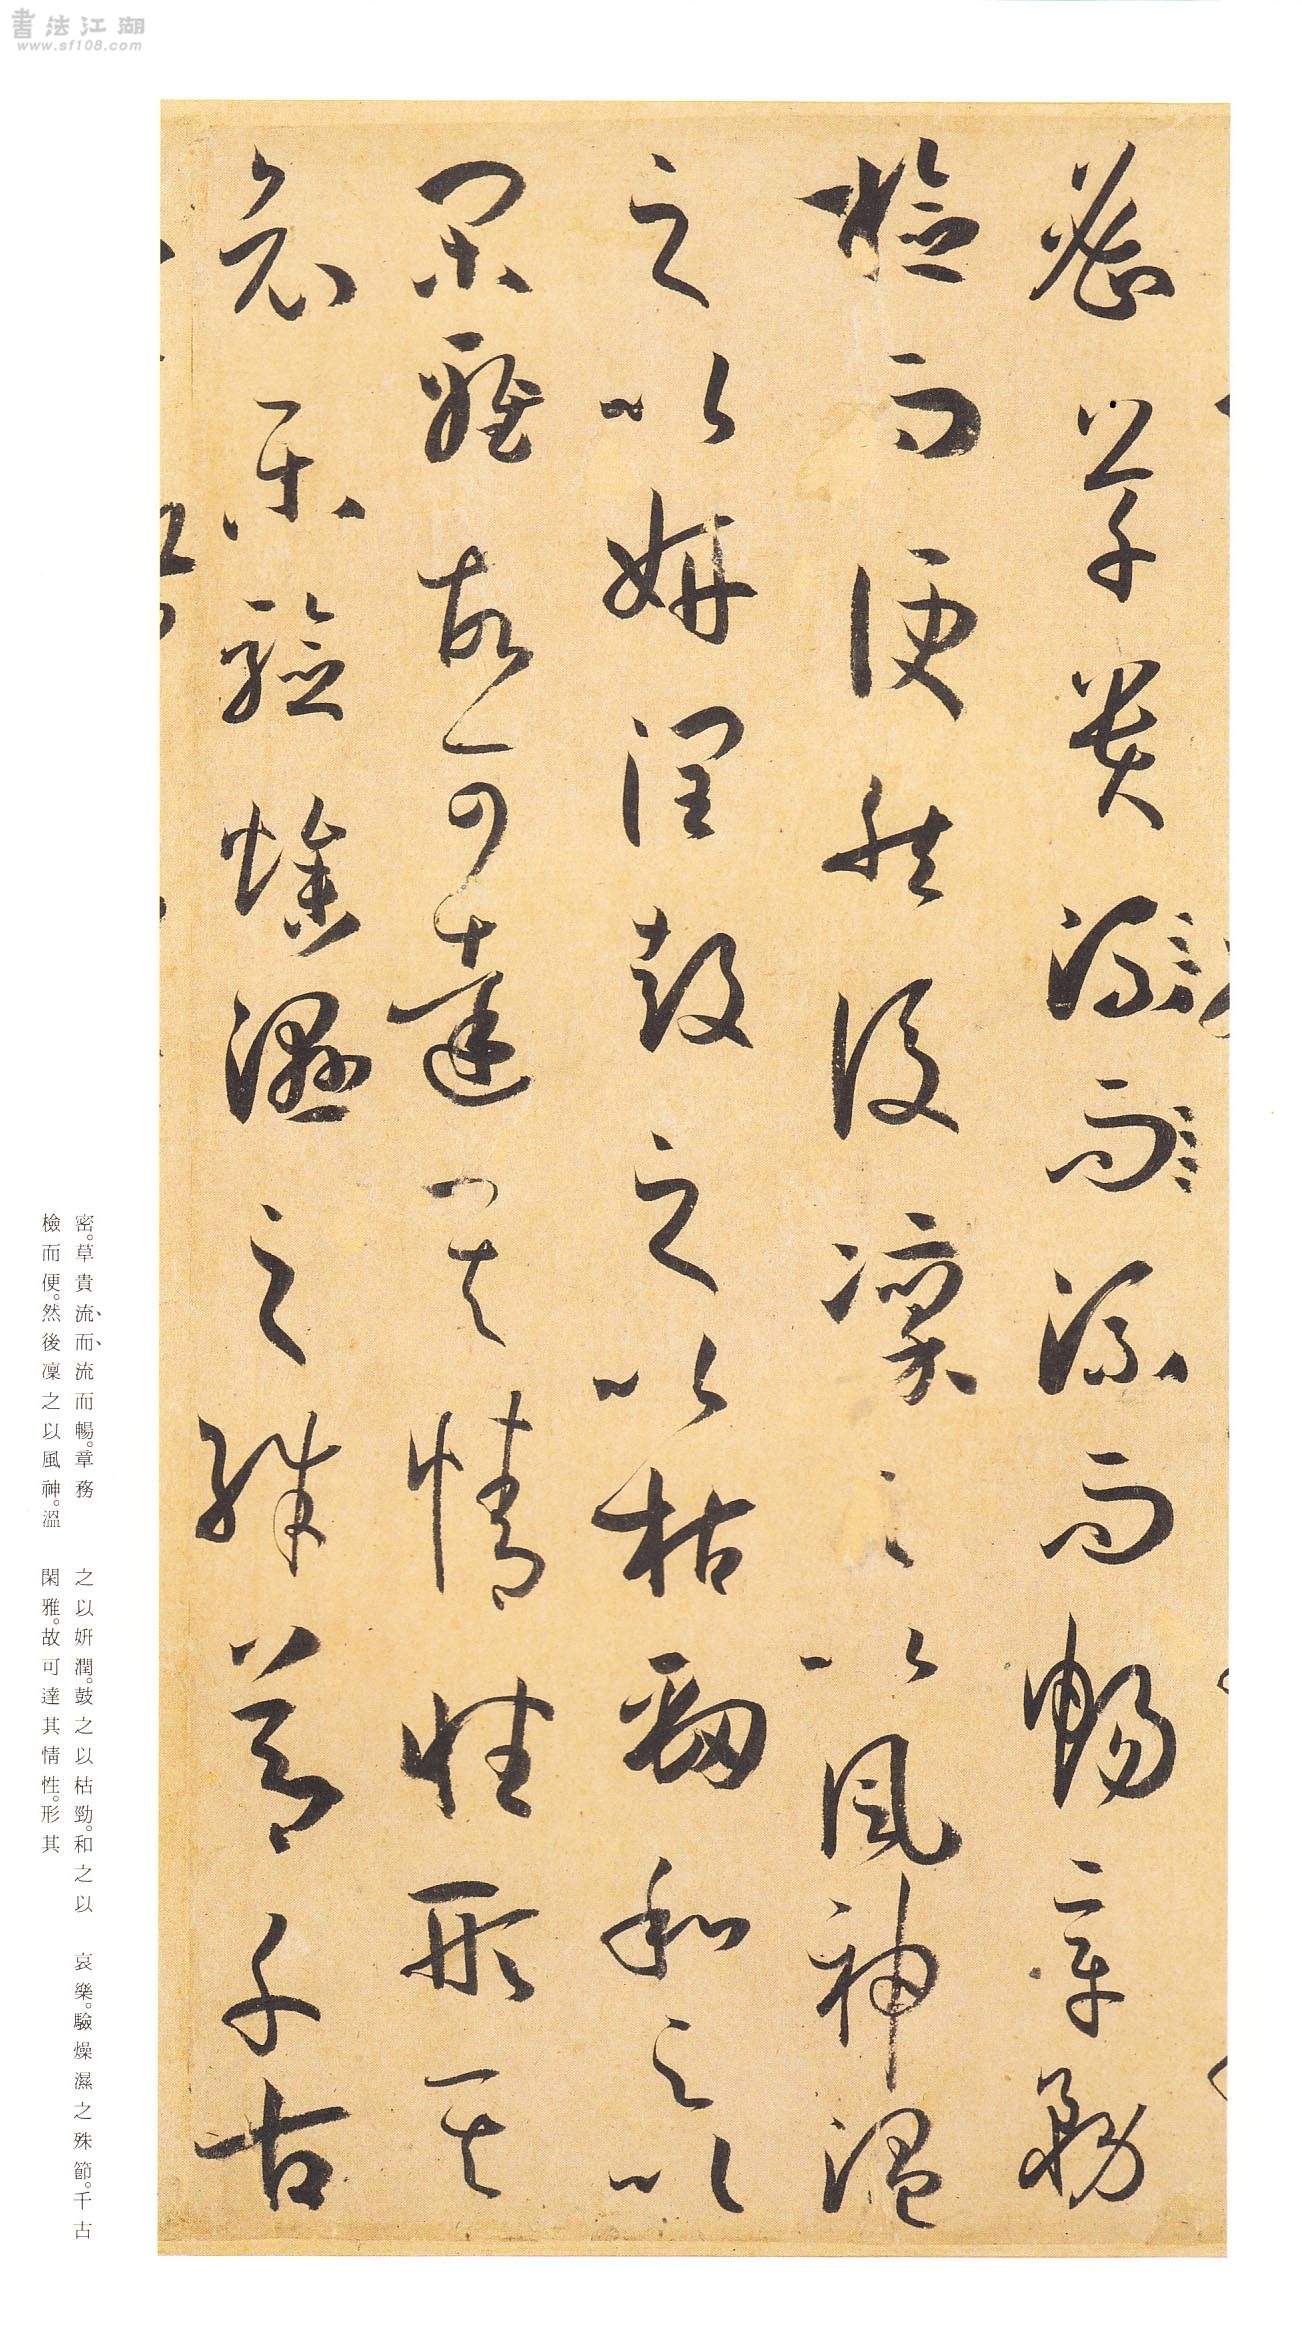 書法江湖
www.sf108.com
密草貴流而流而暢章務
檢而便然後凜之以風神溫
之以妍潤鼓之以枯勁和之以
閑雅故可達其情性形其
哀樂驗燥濕之殊節千古
密。草貴流、而、流而暢。章務
檢而便。然後凜之以風神。溫
之以妍潤。鼓之以枯勁。和之以
閑雅。故可達其情性。形其
哀樂。驗燥濕之殊節。千古